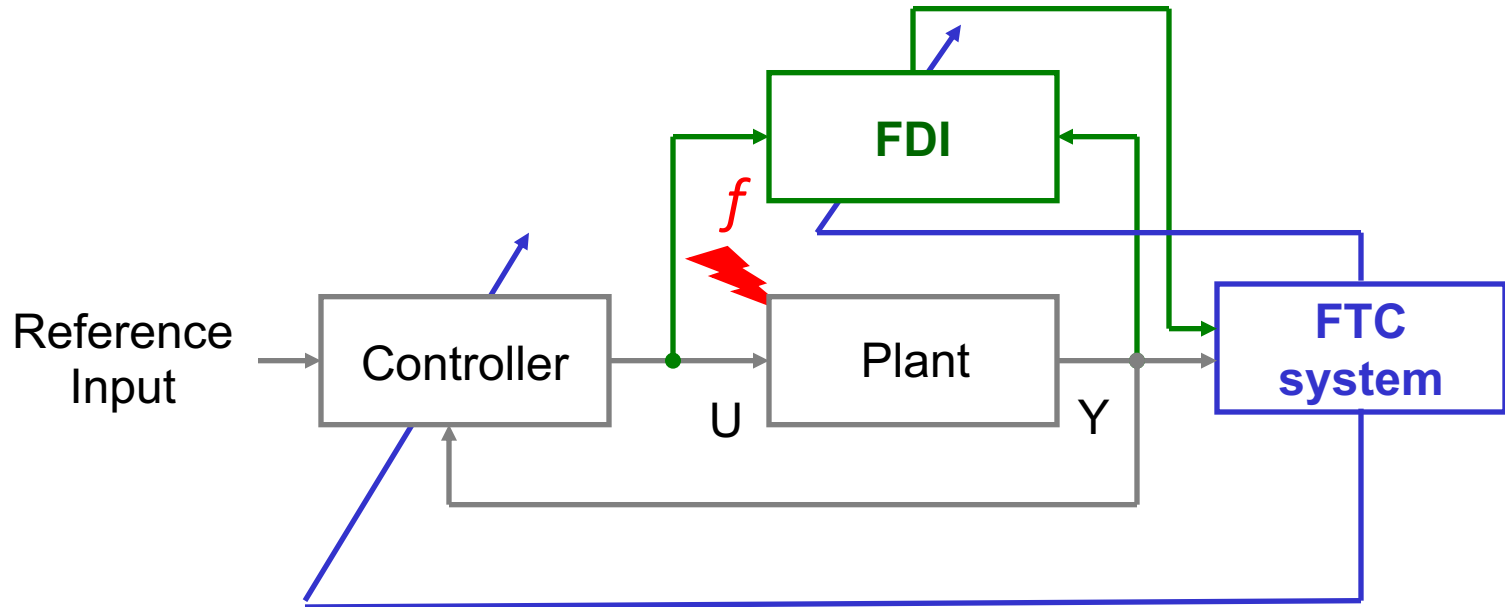 FDI
f
Reference
Input
Controller
U
Plant
Y
FTC
system